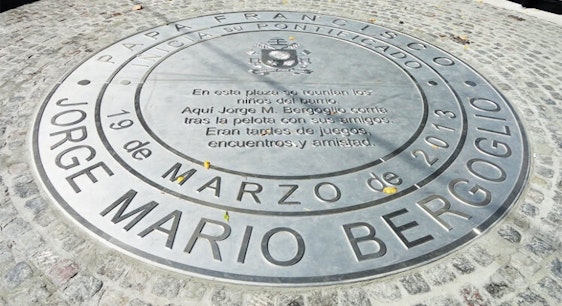 PAPA FRANCISCO
INICIA SU PONTIFICADO
En esta plaza se reunían los
niños del barrio.
Aquí Jorge M. Bergoglio corría
tras la pelota con sus amigos.
Eran tardes de juegos,
encuentros y amistad.
19 de MARZO de 2013
JORGE MARIO BERGOGLIO